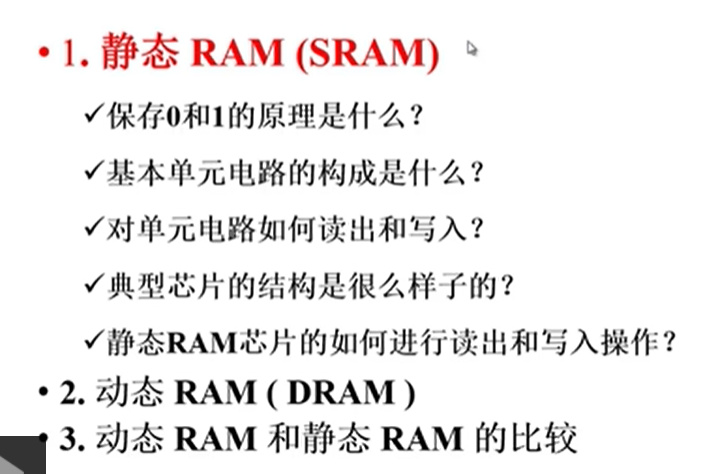 • 1. 静态 RAM (SRAM)
✓保存0和1的原理是什么？
✓基本单元电路的构成是什么？
✓对单元电路如何读出和写入？
✓典型芯片的结构是很么样子的？
✓静态RAM芯片的如何进行读出和写入操作？
• 2. 动态 RAM ( DRAM )
• 3. 动态 RAM 和静态 RAM 的比较